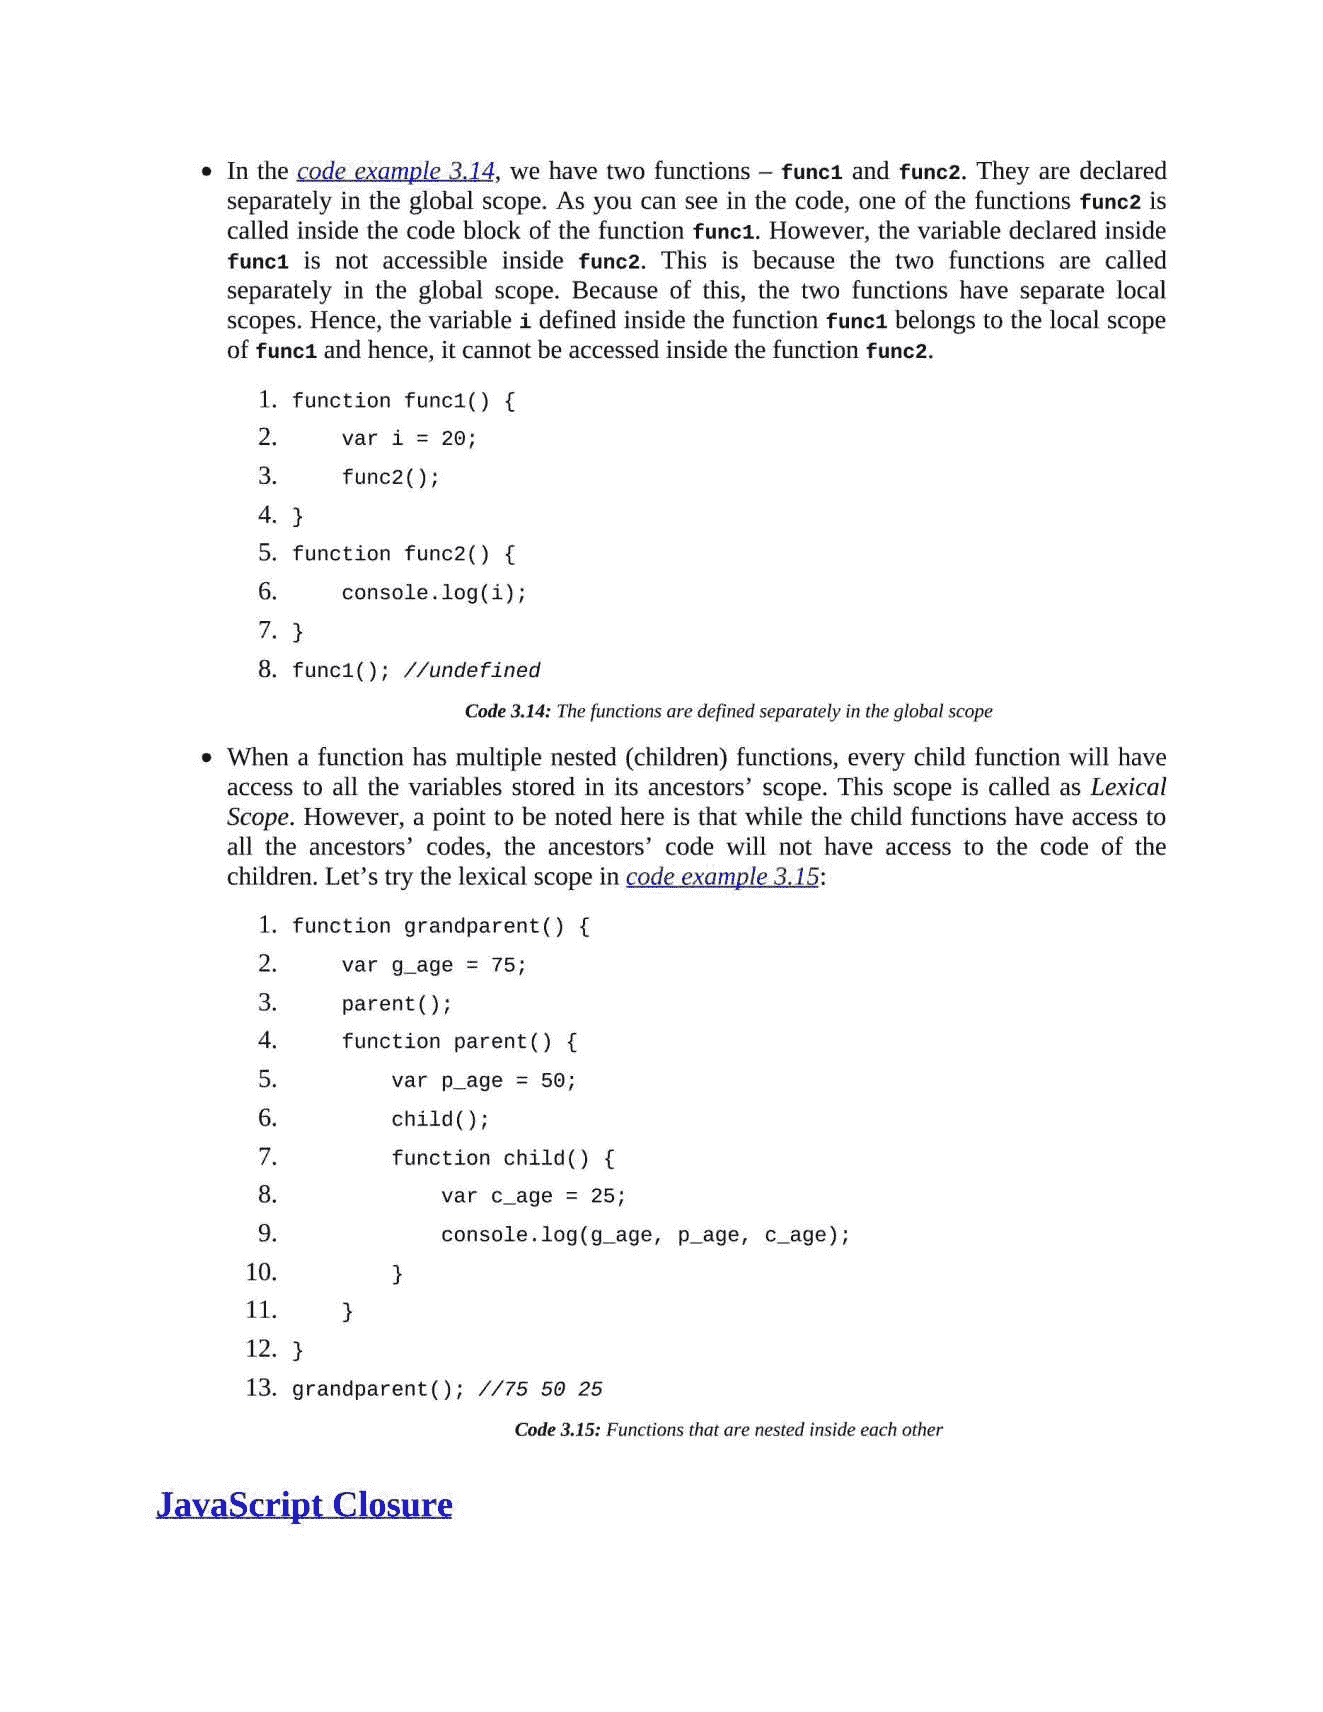 • In the code example 3.14, we have two functions – func1 and func2. They are declared
separately in the global scope. As you can see in the code, one of the functions func2 is
called inside the code block of the function func1. However, the variable declared inside
func1 is not accessible inside func2. This is because the two functions are called
separately in the global scope. Because of this, the two functions have separate local
scopes. Hence, the variable i defined inside the function func1 belongs to the local scope
of func1 and hence, it cannot be accessed inside the function func2.
1. function func1() {
2.     var i = 20;
3.     func2();
4. }
5. function func2() {
6.     console.log(i);
7. }
8. func1(); //undefined
Code 3.14: The functions are defined separately in the global scope
• When a function has multiple nested (children) functions, every child function will have
access to all the variables stored in its ancestors’ scope. This scope is called as Lexical
Scope. However, a point to be noted here is that while the child functions have access to
all the ancestors’ codes, the ancestors’ code will not have access to the code of the
children. Let’s try the lexical scope in code example 3.15:
1. function grandparent() {
2.     var g_age = 75;
3.     parent();
4.     function parent() {
5.         var p_age = 50;
6.         child();
7.         function child() {
8.             var c_age = 25;
9.             console.log(g_age, p_age, c_age);
10.         }
11.     }
12. }
13. grandparent(); //75 50 25
Code 3.15: Functions that are nested inside each other
JavaScript Closure